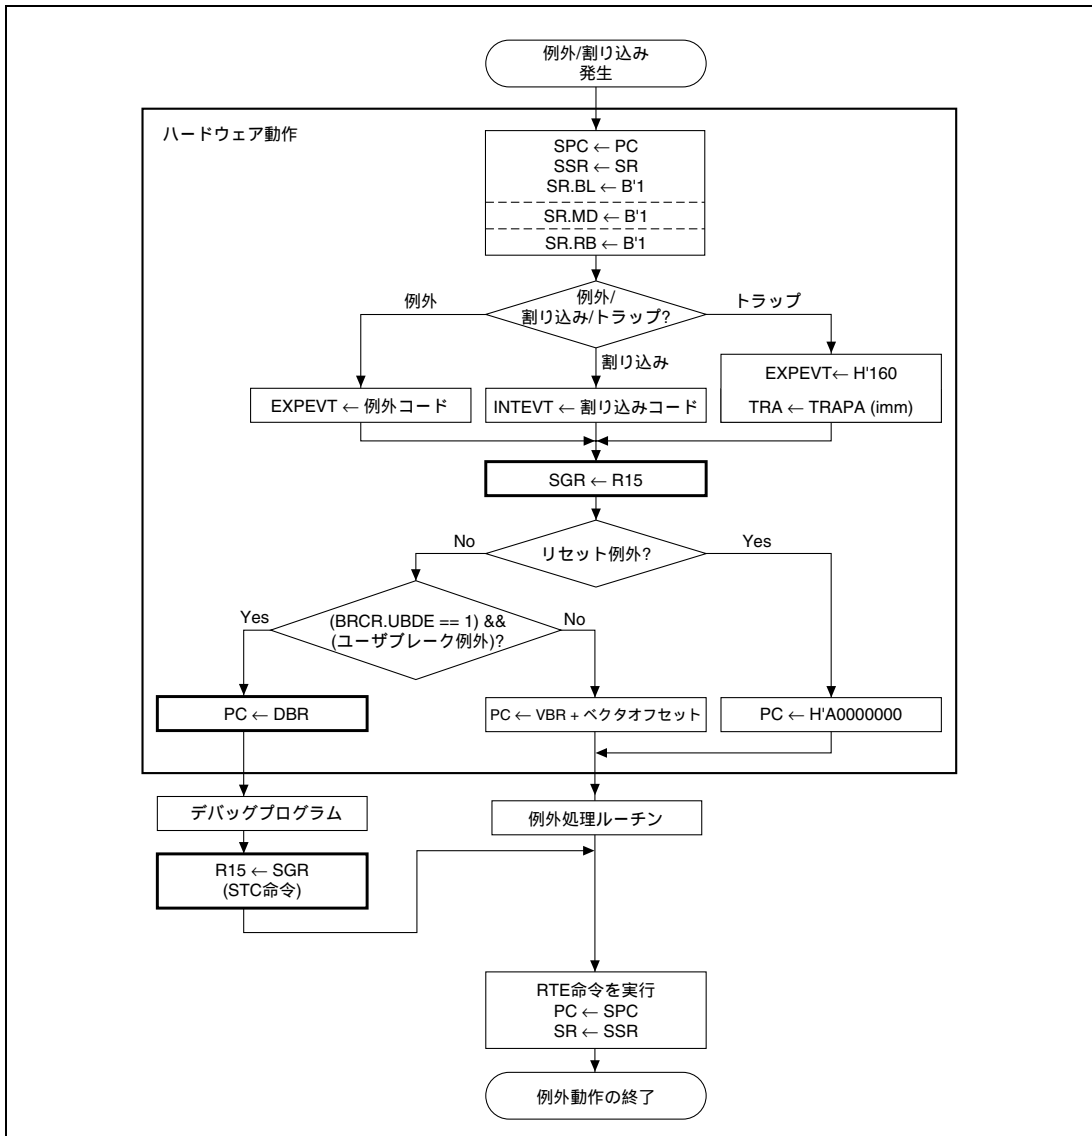 例外/割り込み
発生
ハードウェア動作
SPC ← PC
SSR ← SR
SR.BL ← B'1
SR.MD ← B'1
SR.RB ← B'1
例外
例外/
割り込み/トラップ?
トラップ
割り込み
EXPEVT ← 例外コード
INTEVT ← 割り込みコード
EXPEVT← H'160
TRA ← TRAPA (imm)
SGR ← R15
No
リセット例外?
Yes
Yes
(BRCR.UBDE == 1) &&
(ユーザブレーク例外)?
No
PC ← DBR
PC ← VBR + ベクタオフセット
PC ← H'A0000000
デバッグプログラム
例外処理ルーチン
R15 ← SGR
(STC命令)
RTE命令を実行
PC ← SPC
SR ← SSR
例外動作の終了